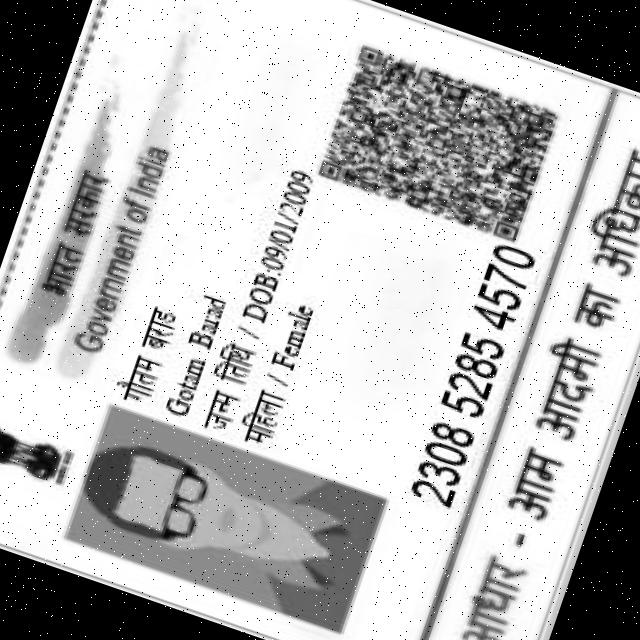 भारत सरकार
Government of India
गोतम बराड
Gotam Barad
जन्म तिथि / DOB:09/01/2009
महिला / Female
2308 5285 4570
आधार - आम आदमी का अधिकार